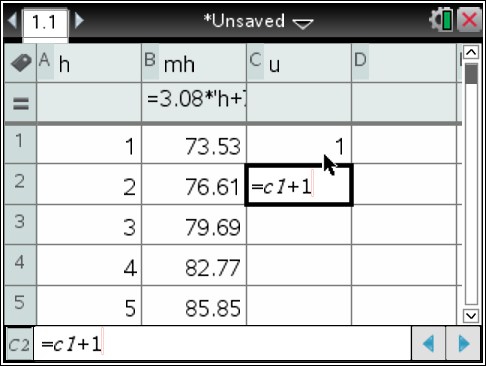 1.1 *Unsaved
A h B mh C u D
= =3.08*'h+
1 1 73.53 1
2 2 76.61 =c1+1
3 3 79.69
4 4 82.77
5 5 85.85
C2 =c1+1